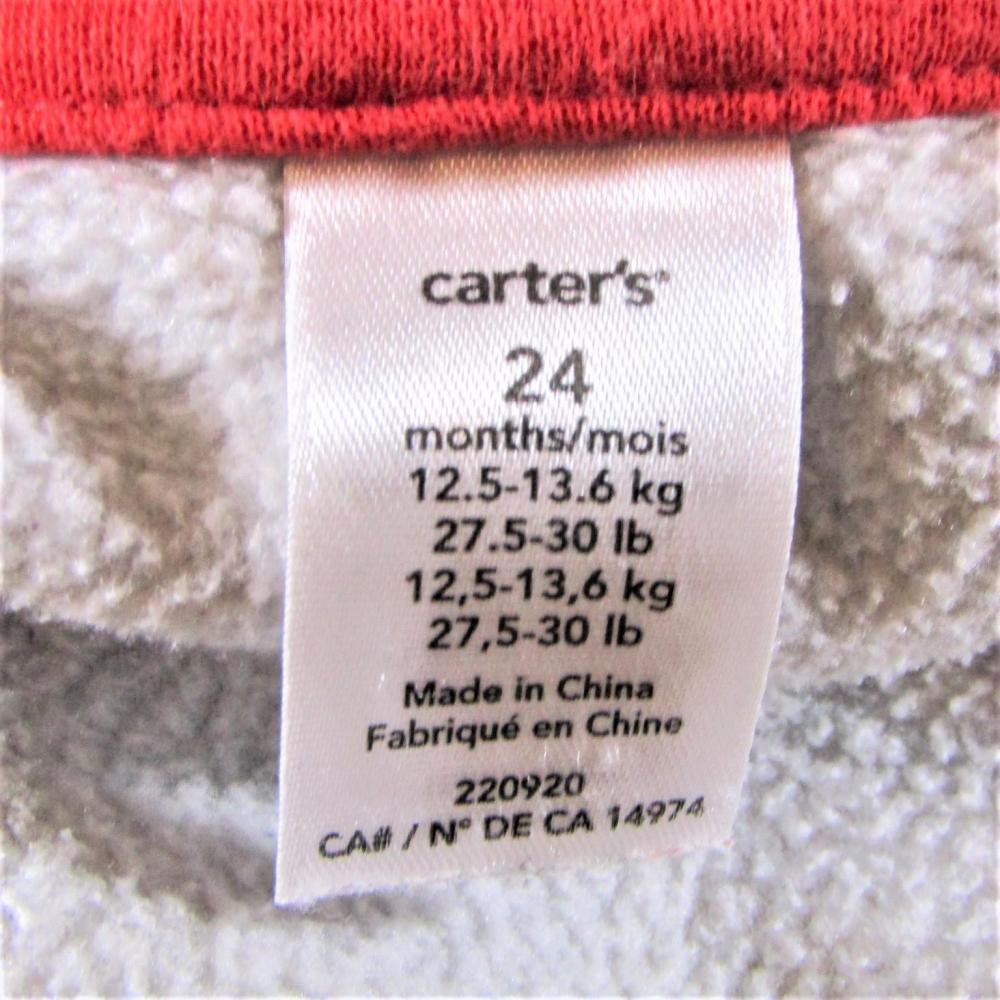 carter's®
24
months/mois
12.5-13.6 kg
27.5-30 lb
12,5-13,6 kg
27,5-30 lb
Made in China
Fabriqué en Chine
220920
CA# / N° DE CA 14974